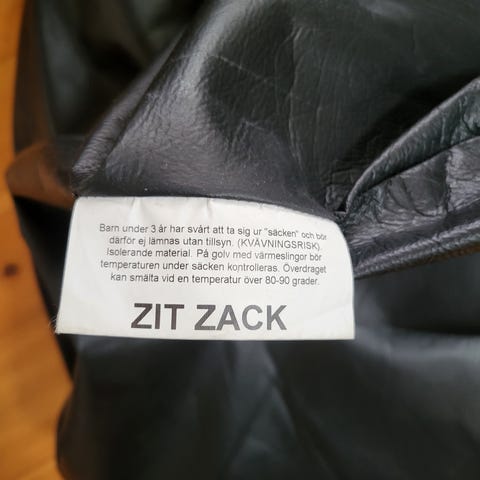 Barn under 3 år har svårt att ta sig ur "säcken" och bör
därför ej lämnas utan tillsyn. (KVÄVNINGSRISK).
Isolerande material. På golv med värmeslingor bör
temperaturen under säcken kontrolleras. Överdraget
kan smälta vid en temperatur över 80-90 grader.
ZIT ZACK